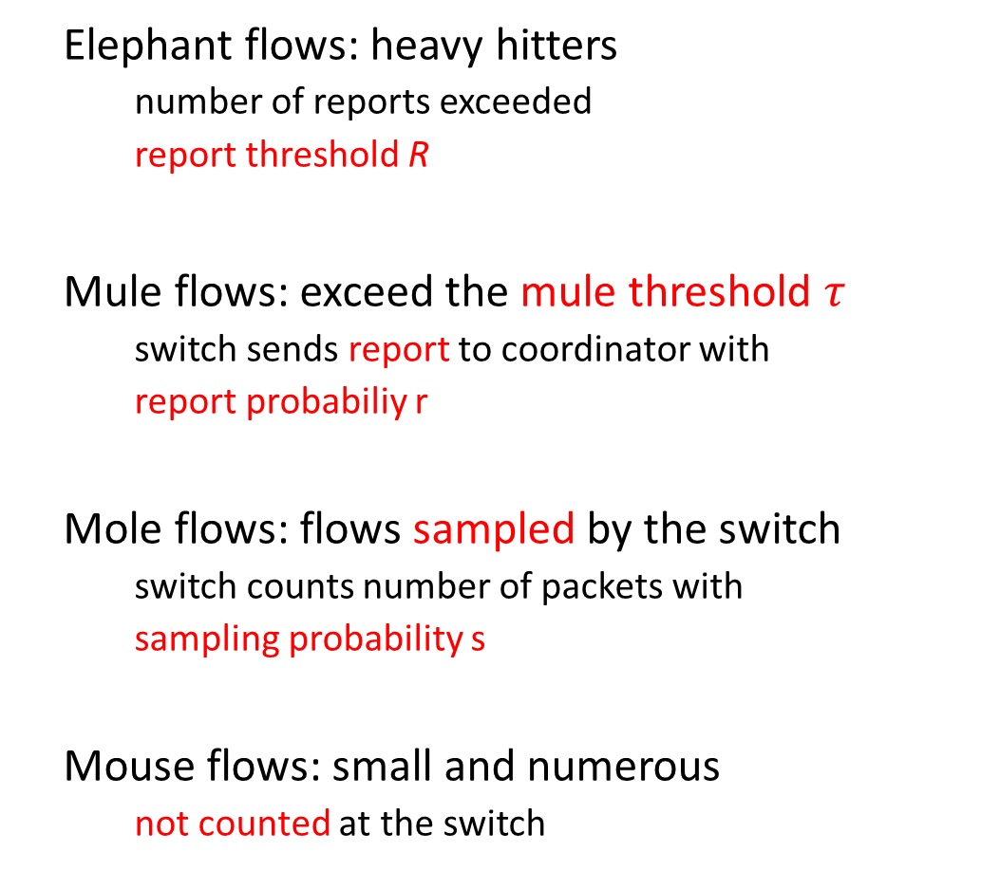 Elephant flows: heavy hitters
number of reports exceeded
report threshold R
Mule flows: exceed the mule threshold τ
switch sends report to coordinator with
report probabiliy r
Mole flows: flows sampled by the switch
switch counts number of packets with
sampling probability s
Mouse flows: small and numerous
not counted at the switch